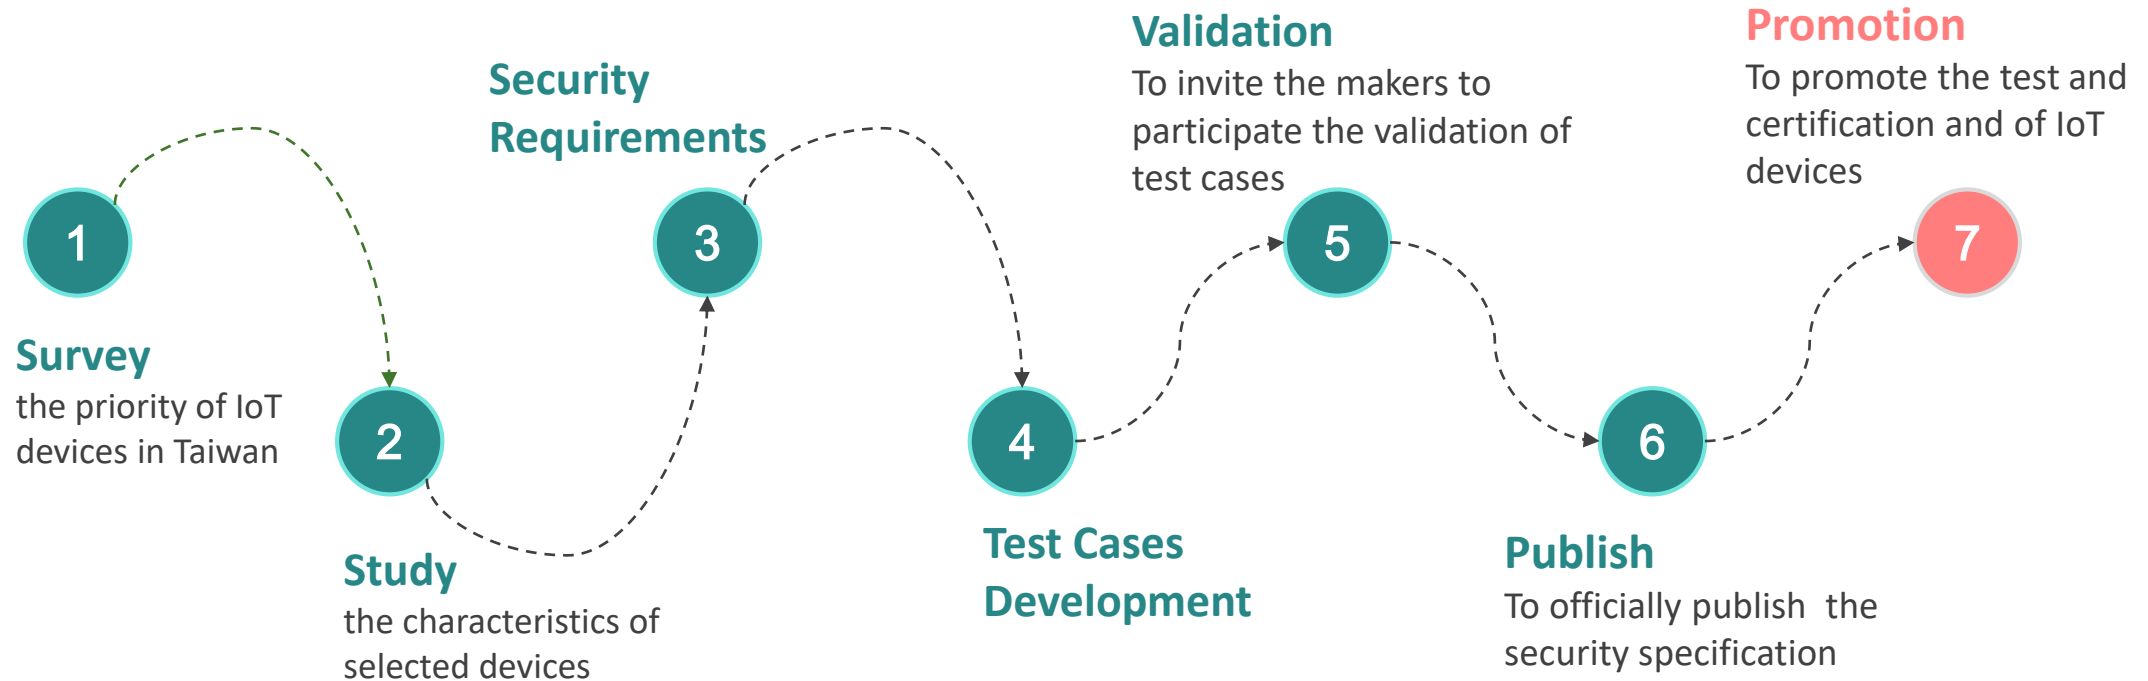 1
Survey
the priority of IoT
devices in Taiwan
2
Study
the characteristics of
selected devices
Security
Requirements
3
4
Test Cases
Development
Validation
To invite the makers to
participate the validation of
test cases
5
6
Publish
To officially publish  the
security specification
Promotion
To promote the test and
certification and of IoT
devices
7